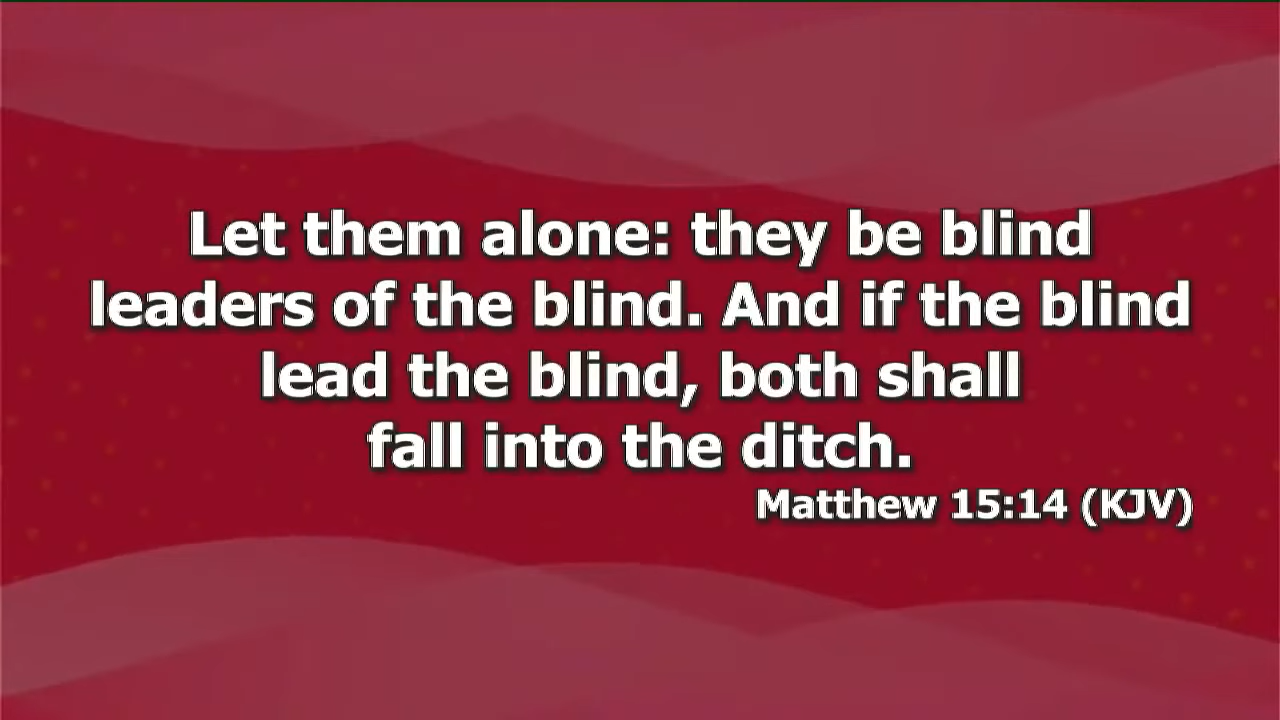 Let them alone: they be blind
leaders of the blind. And if the blind
lead the blind, both shall
fall into the ditch.
Matthew 15:14 (KJV)